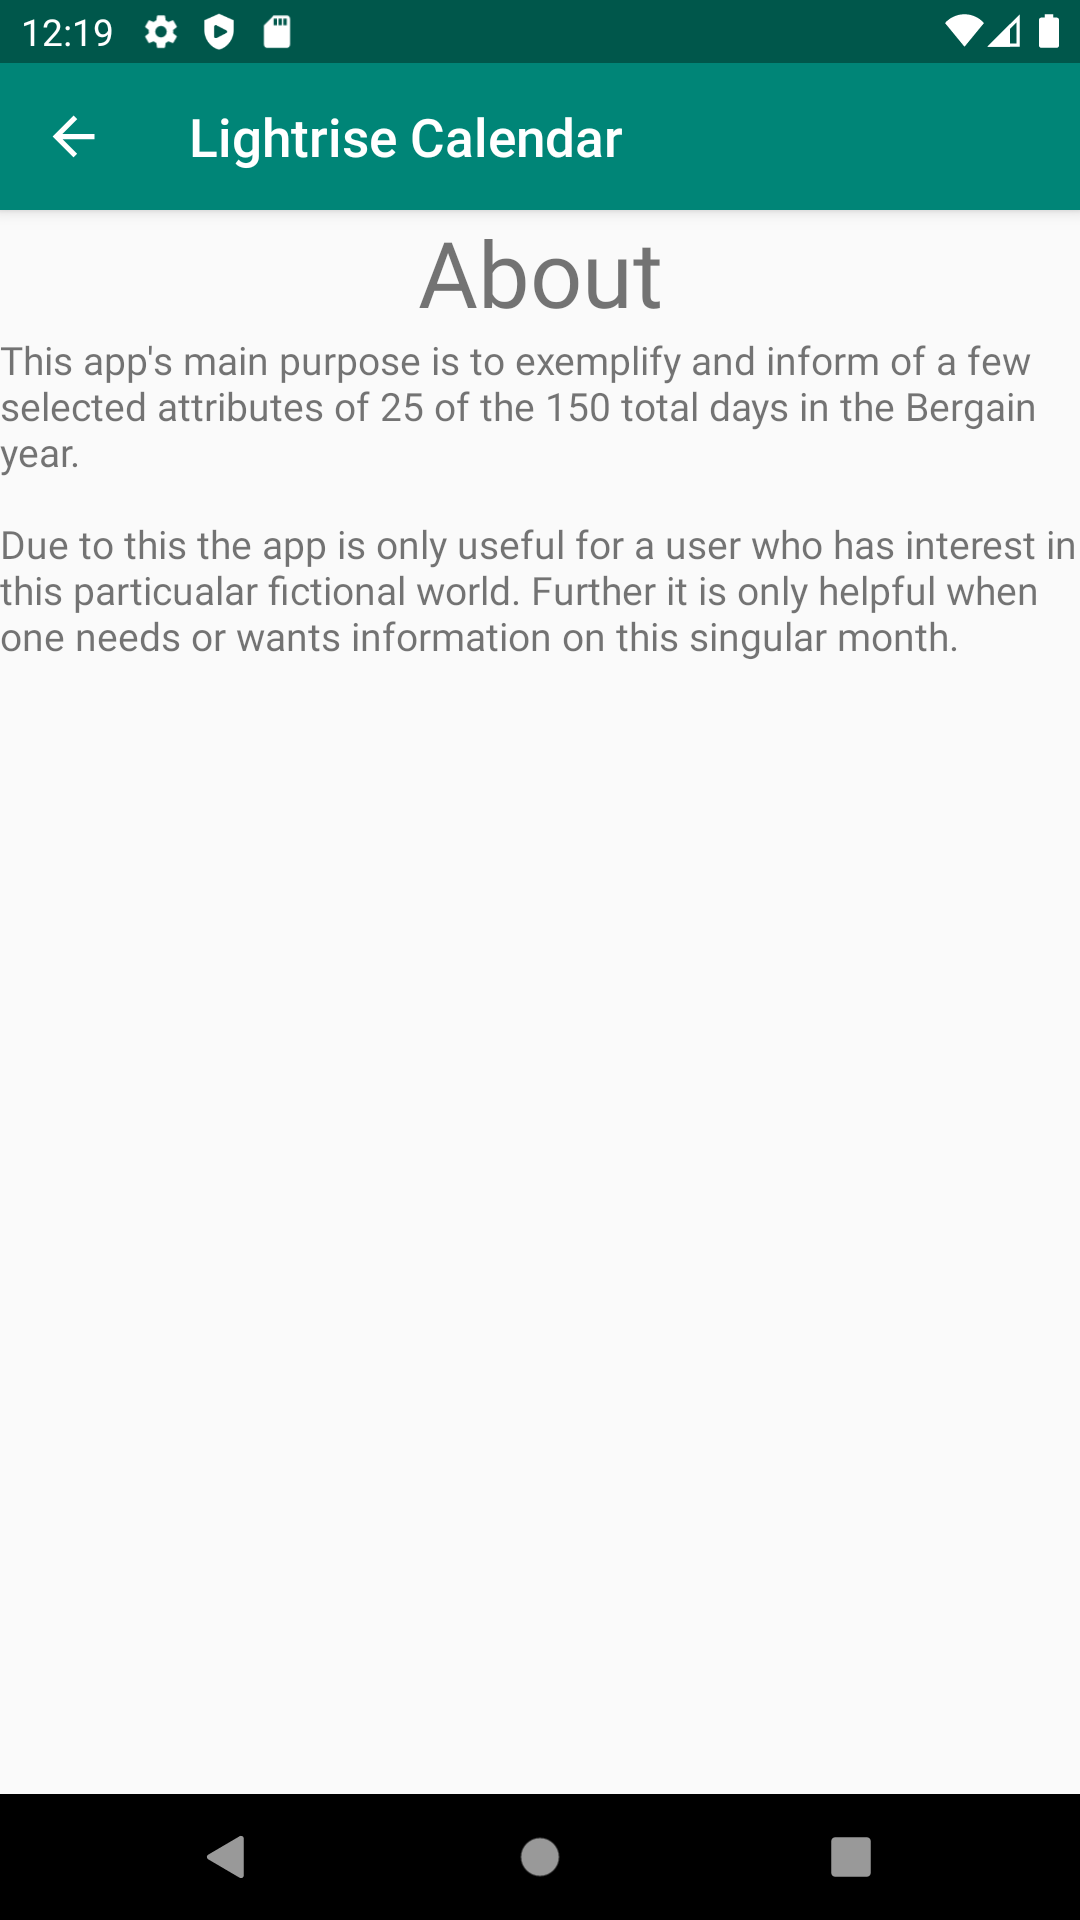 12:19
Lightrise Calendar
About
This app's main purpose is to exemplify and inform of a few
selected attributes of 25 of the 150 total days in the Bergain
year.
Due to this the app is only useful for a user who has interest in
this particualar fictional world. Further it is only helpful when
one needs or wants information on this singular month.